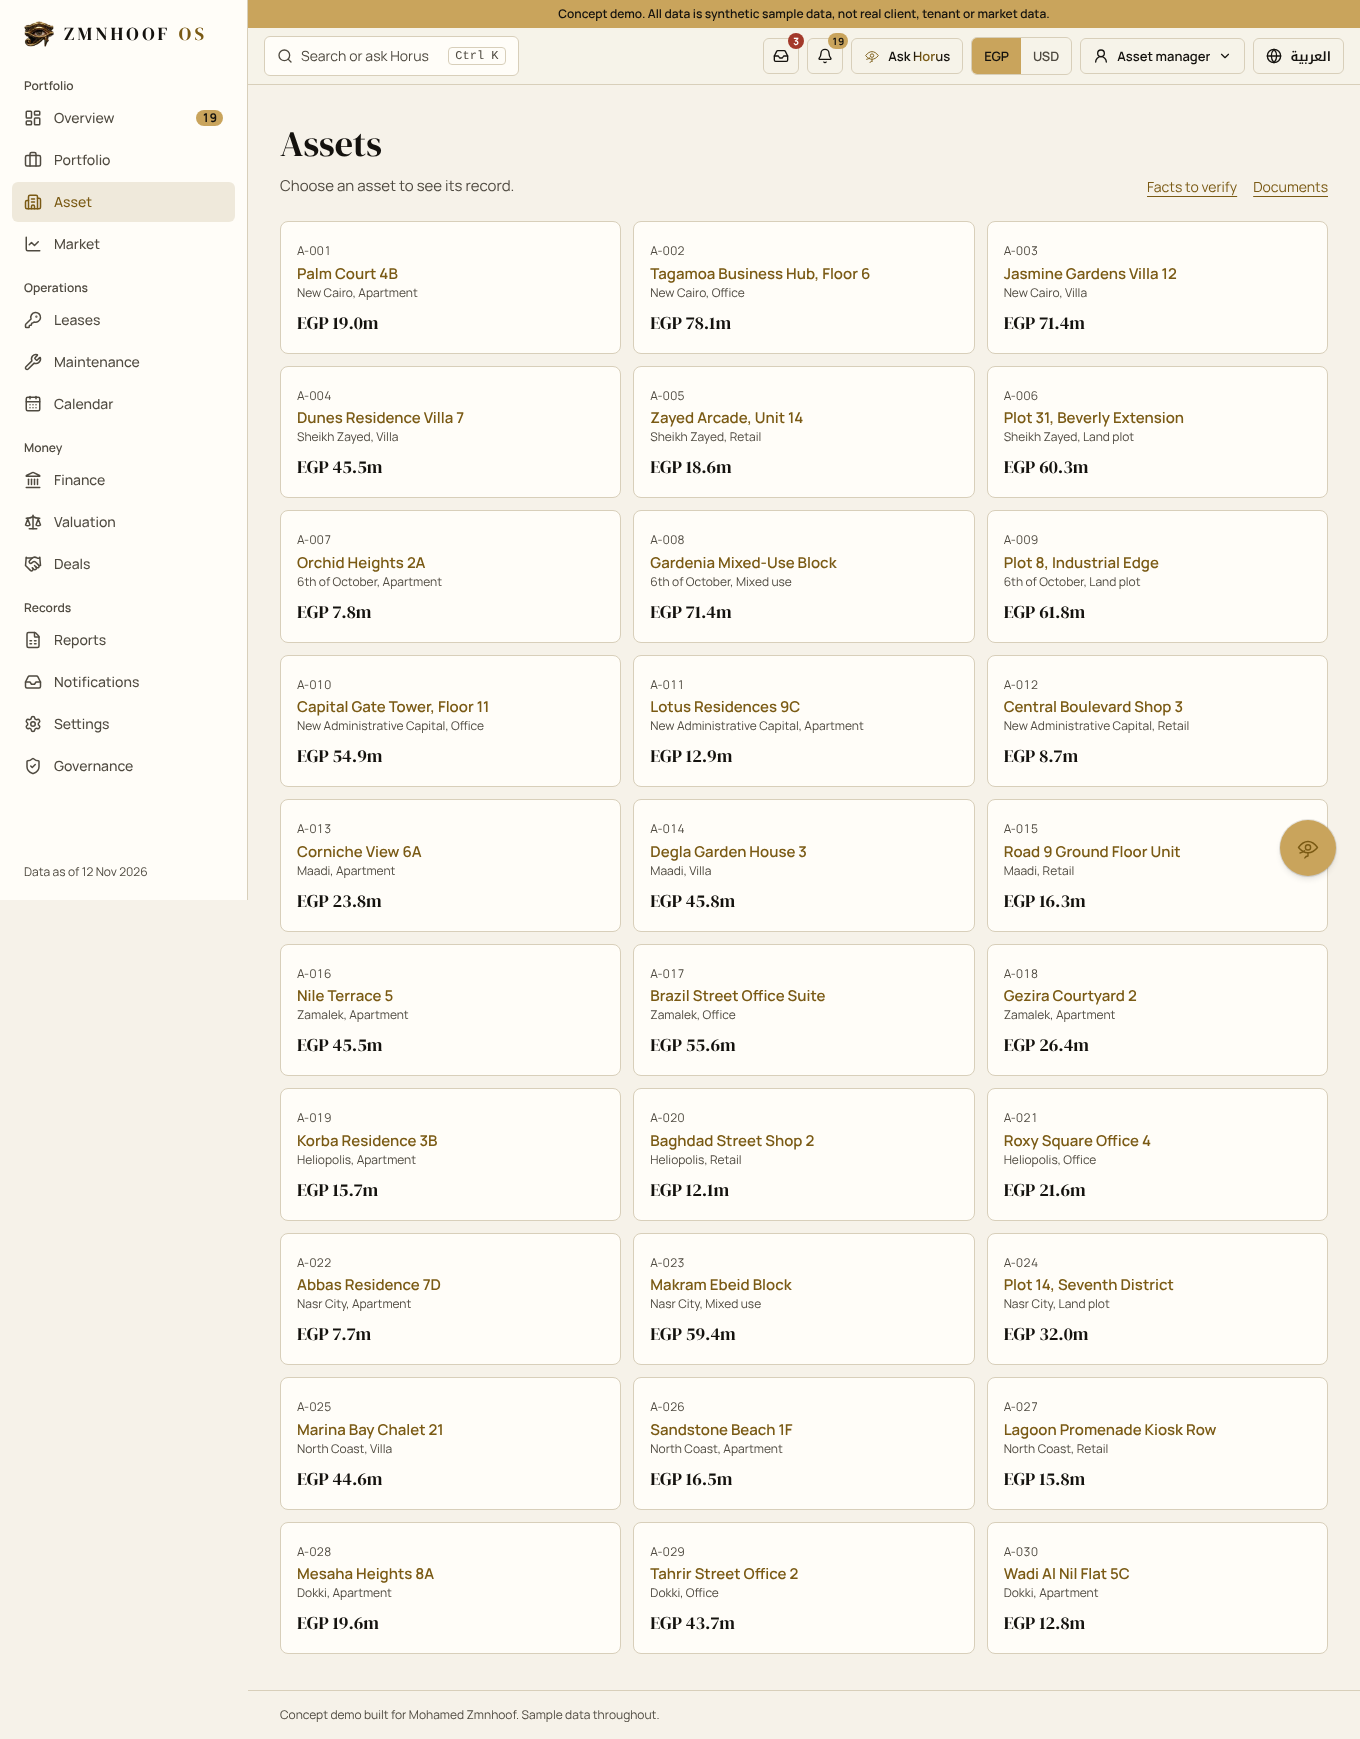 ZMNHOOF OS
Portfolio
Overview 19
Portfolio
Asset
Market
Operations
Leases
Maintenance
Calendar
Money
Finance
Valuation
Deals
Records
Reports
Notifications
Settings
Governance
Data as of 12 Nov 2026
Concept demo. All data is synthetic sample data, not real client, tenant or market data.
Search or ask Horus Ctrl K
3 19 Ask Horus EGP USD Asset manager العربية
Assets
Choose an asset to see its record. Facts to verify Documents
A-001
Palm Court 4B
New Cairo, Apartment
EGP 19.0m
A-002
Tagamoa Business Hub, Floor 6
New Cairo, Office
EGP 78.1m
A-003
Jasmine Gardens Villa 12
New Cairo, Villa
EGP 71.4m
A-004
Dunes Residence Villa 7
Sheikh Zayed, Villa
EGP 45.5m
A-005
Zayed Arcade, Unit 14
Sheikh Zayed, Retail
EGP 18.6m
A-006
Plot 31, Beverly Extension
Sheikh Zayed, Land plot
EGP 60.3m
A-007
Orchid Heights 2A
6th of October, Apartment
EGP 7.8m
A-008
Gardenia Mixed-Use Block
6th of October, Mixed use
EGP 71.4m
A-009
Plot 8, Industrial Edge
6th of October, Land plot
EGP 61.8m
A-010
Capital Gate Tower, Floor 11
New Administrative Capital, Office
EGP 54.9m
A-011
Lotus Residences 9C
New Administrative Capital, Apartment
EGP 12.9m
A-012
Central Boulevard Shop 3
New Administrative Capital, Retail
EGP 8.7m
A-013
Corniche View 6A
Maadi, Apartment
EGP 23.8m
A-014
Degla Garden House 3
Maadi, Villa
EGP 45.8m
A-015
Road 9 Ground Floor Unit
Maadi, Retail
EGP 16.3m
A-016
Nile Terrace 5
Zamalek, Apartment
EGP 45.5m
A-017
Brazil Street Office Suite
Zamalek, Office
EGP 55.6m
A-018
Gezira Courtyard 2
Zamalek, Apartment
EGP 26.4m
A-019
Korba Residence 3B
Heliopolis, Apartment
EGP 15.7m
A-020
Baghdad Street Shop 2
Heliopolis, Retail
EGP 12.1m
A-021
Roxy Square Office 4
Heliopolis, Office
EGP 21.6m
A-022
Abbas Residence 7D
Nasr City, Apartment
EGP 7.7m
A-023
Makram Ebeid Block
Nasr City, Mixed use
EGP 59.4m
A-024
Plot 14, Seventh District
Nasr City, Land plot
EGP 32.0m
A-025
Marina Bay Chalet 21
North Coast, Villa
EGP 44.6m
A-026
Sandstone Beach 1F
North Coast, Apartment
EGP 16.5m
A-027
Lagoon Promenade Kiosk Row
North Coast, Retail
EGP 15.8m
A-028
Mesaha Heights 8A
Dokki, Apartment
EGP 19.6m
A-029
Tahrir Street Office 2
Dokki, Office
EGP 43.7m
A-030
Wadi Al Nil Flat 5C
Dokki, Apartment
EGP 12.8m
Concept demo built for Mohamed Zmnhoof. Sample data throughout.